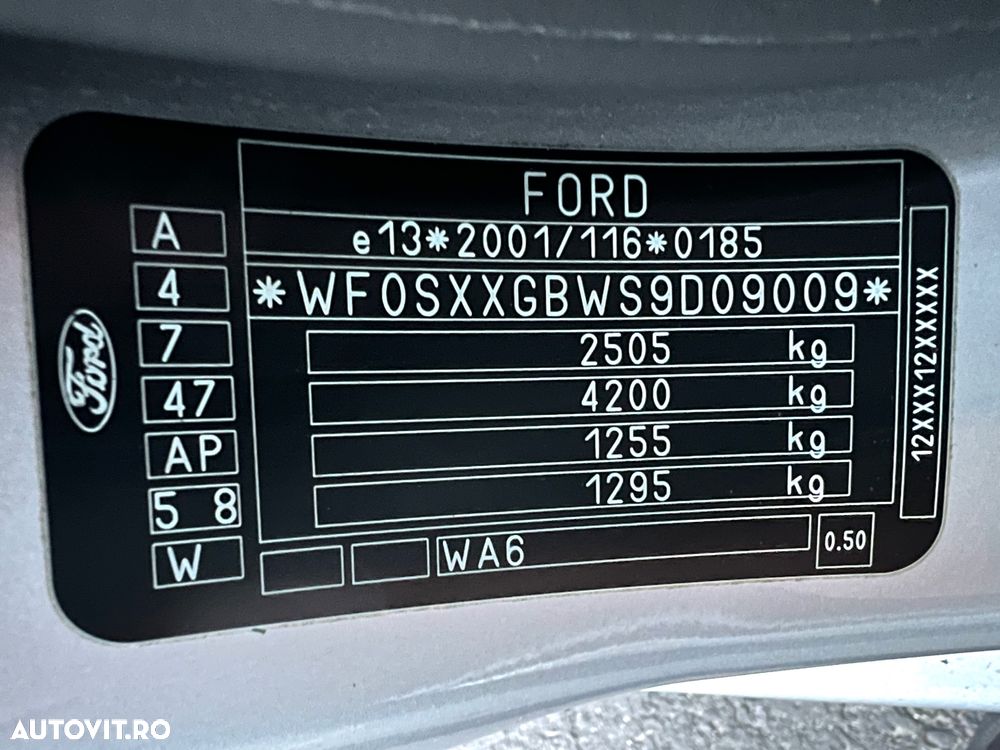 FORD
e13*2001/116*0185
*WF0SXXGBWS9D09009*
2505 kg
4200 kg
1255 kg
1295 kg
A
4
7
47
AP
5 8
W
Ford
WA6
0.50
12XXX12XXXXX
AUTOVIT.RO